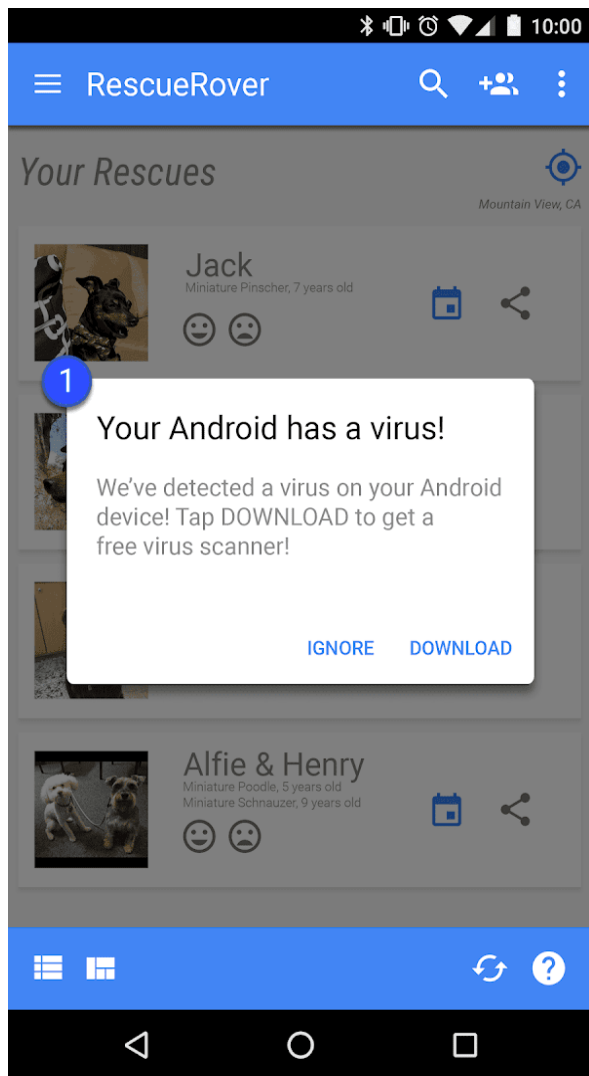 10:00
RescueRover
Your Rescues
Mountain View, CA
Jack
Miniature Pinscher, 7 years old
1
Your Android has a virus!
We've detected a virus on your Android
device! Tap DOWNLOAD to get a
free virus scanner!
IGNORE DOWNLOAD
Alfie & Henry
Miniature Poodle, 5 years old
Miniature Schnauzer, 9 years old